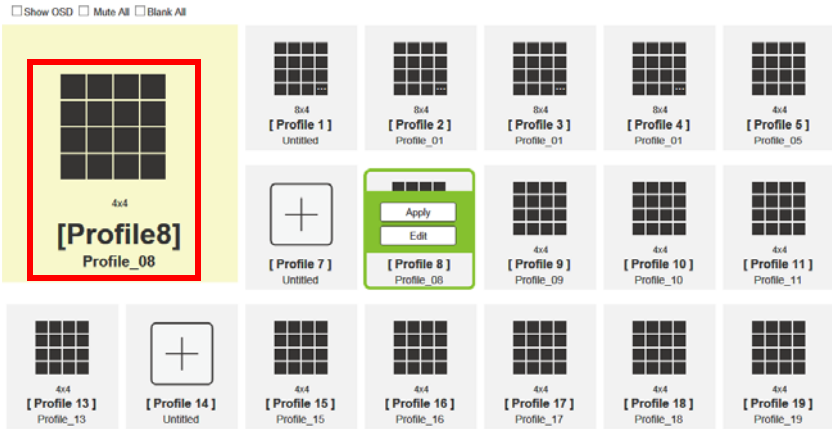 Show OSD Mute All Blank All
4x4
[Profile8]
Profile_08
8x4
[ Profile 1 ]
Untitled
8x4
[ Profile 2 ]
Profile_01
8x4
[ Profile 3 ]
Profile_01
8x4
[ Profile 4 ]
Profile_01
4x4
[ Profile 5 ]
Profile_05
[ Profile 7 ]
Untitled
Apply
Edit
[ Profile 8 ]
Profile_08
4x4
[ Profile 9 ]
Profile_09
4x4
[ Profile 10 ]
Profile_10
4x4
[ Profile 11 ]
Profile_11
4x4
[ Profile 13 ]
Profile_13
[ Profile 14 ]
Untitled
4x4
[ Profile 15 ]
Profile_15
4x4
[ Profile 16 ]
Profile_16
4x4
[ Profile 17 ]
Profile_17
4x4
[ Profile 18 ]
Profile_18
4x4
[ Profile 19 ]
Profile_19